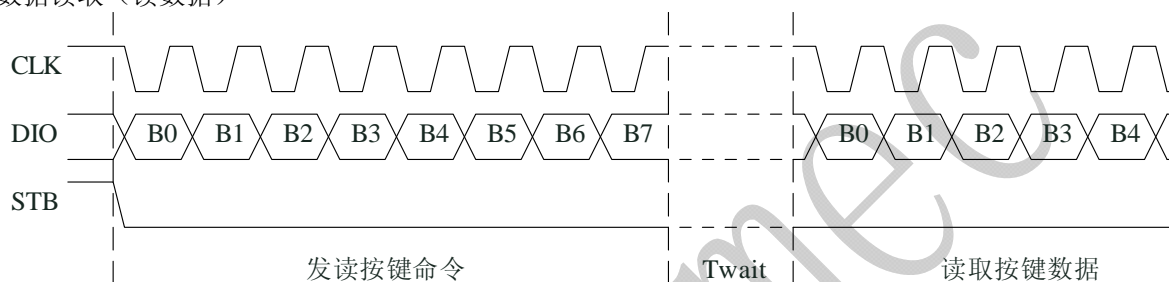 数据读取（读数据）
CLK
DIO B0 B1 B2 B3 B4 B5 B6 B7 B0 B1 B2 B3 B4
STB
发读按键命令 Twait 读取按键数据
mec